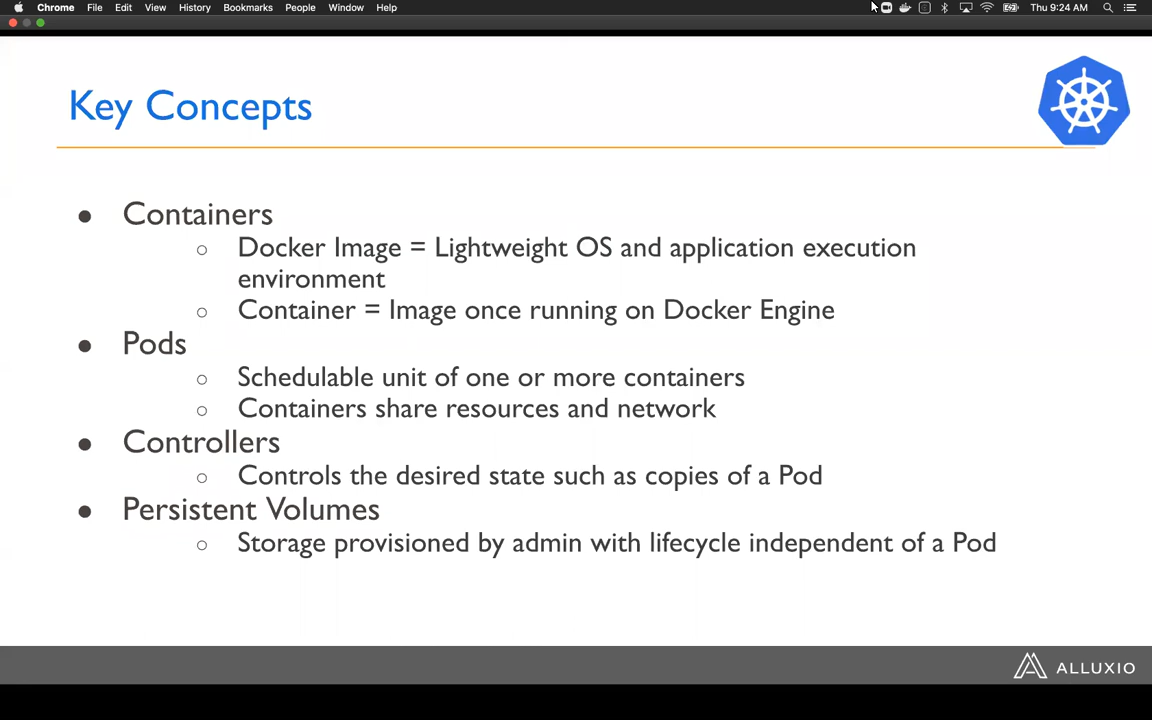 Chrome File Edit View History Bookmarks People Window Help Thu 9:24 AM
Key Concepts
● Containers
○ Docker Image = Lightweight OS and application execution
environment
○ Container = Image once running on Docker Engine
● Pods
○ Schedulable unit of one or more containers
○ Containers share resources and network
● Controllers
○ Controls the desired state such as copies of a Pod
● Persistent Volumes
○ Storage provisioned by admin with lifecycle independent of a Pod
ALLUXIO